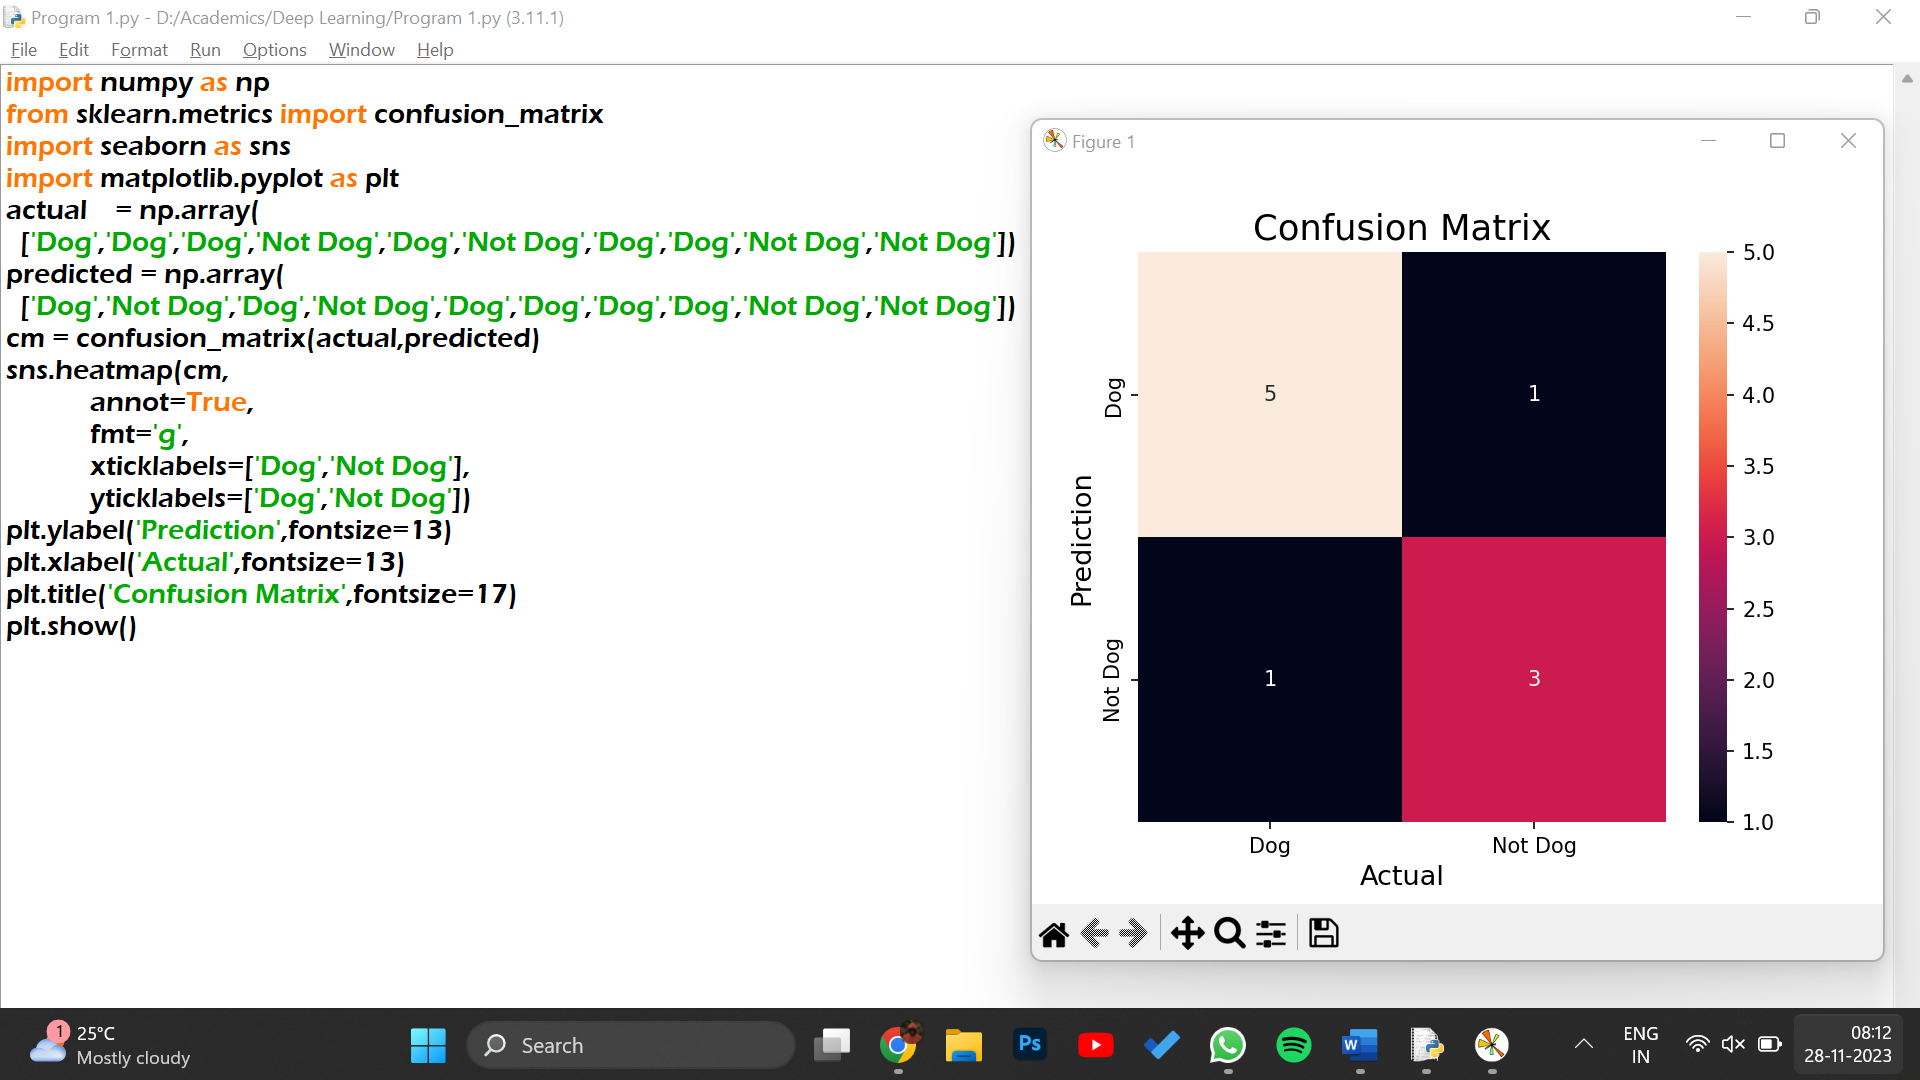 Program 1.py - D:/Academics/Deep Learning/Program 1.py (3.11.1)
File Edit Format Run Options Window Help
import numpy as np
from sklearn.metrics import confusion_matrix
import seaborn as sns
import matplotlib.pyplot as plt
actual = np.array(
['Dog','Dog','Dog','Not Dog','Dog','Not Dog','Dog','Dog','Not Dog','Not Dog'])
predicted = np.array(
['Dog','Not Dog','Dog','Not Dog','Dog','Dog','Dog','Dog','Not Dog','Not Dog'])
cm = confusion_matrix(actual,predicted)
sns.heatmap(cm,
annot=True,
fmt='g',
xticklabels=['Dog','Not Dog'],
yticklabels=['Dog','Not Dog'])
plt.ylabel('Prediction',fontsize=13)
plt.xlabel('Actual',fontsize=13)
plt.title('Confusion Matrix',fontsize=17)
plt.show()
Figure 1
Confusion Matrix
Prediction
Dog
Not Dog
5
1
1
3
Dog
Not Dog
Actual
5.0
4.5
4.0
3.5
3.0
2.5
2.0
1.5
1.0
1
25°C
Mostly cloudy
Search
Ps
W
ENG
IN
08:12
28-11-2023